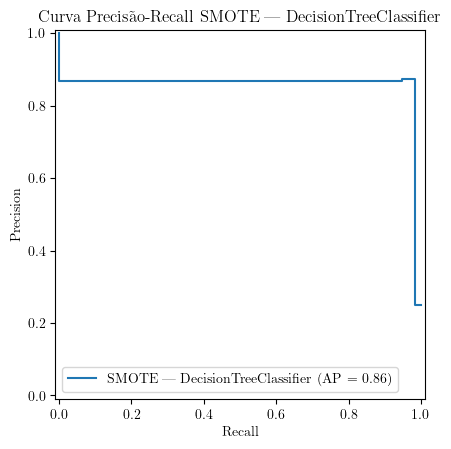 Curva Precisão-Recall SMOTE — DecisionTreeClassifier
1.0
0.8
0.6
0.4
0.2
0.0
Precision
SMOTE — DecisionTreeClassifier (AP = 0.86)
0.0 0.2 0.4 0.6 0.8 1.0
Recall